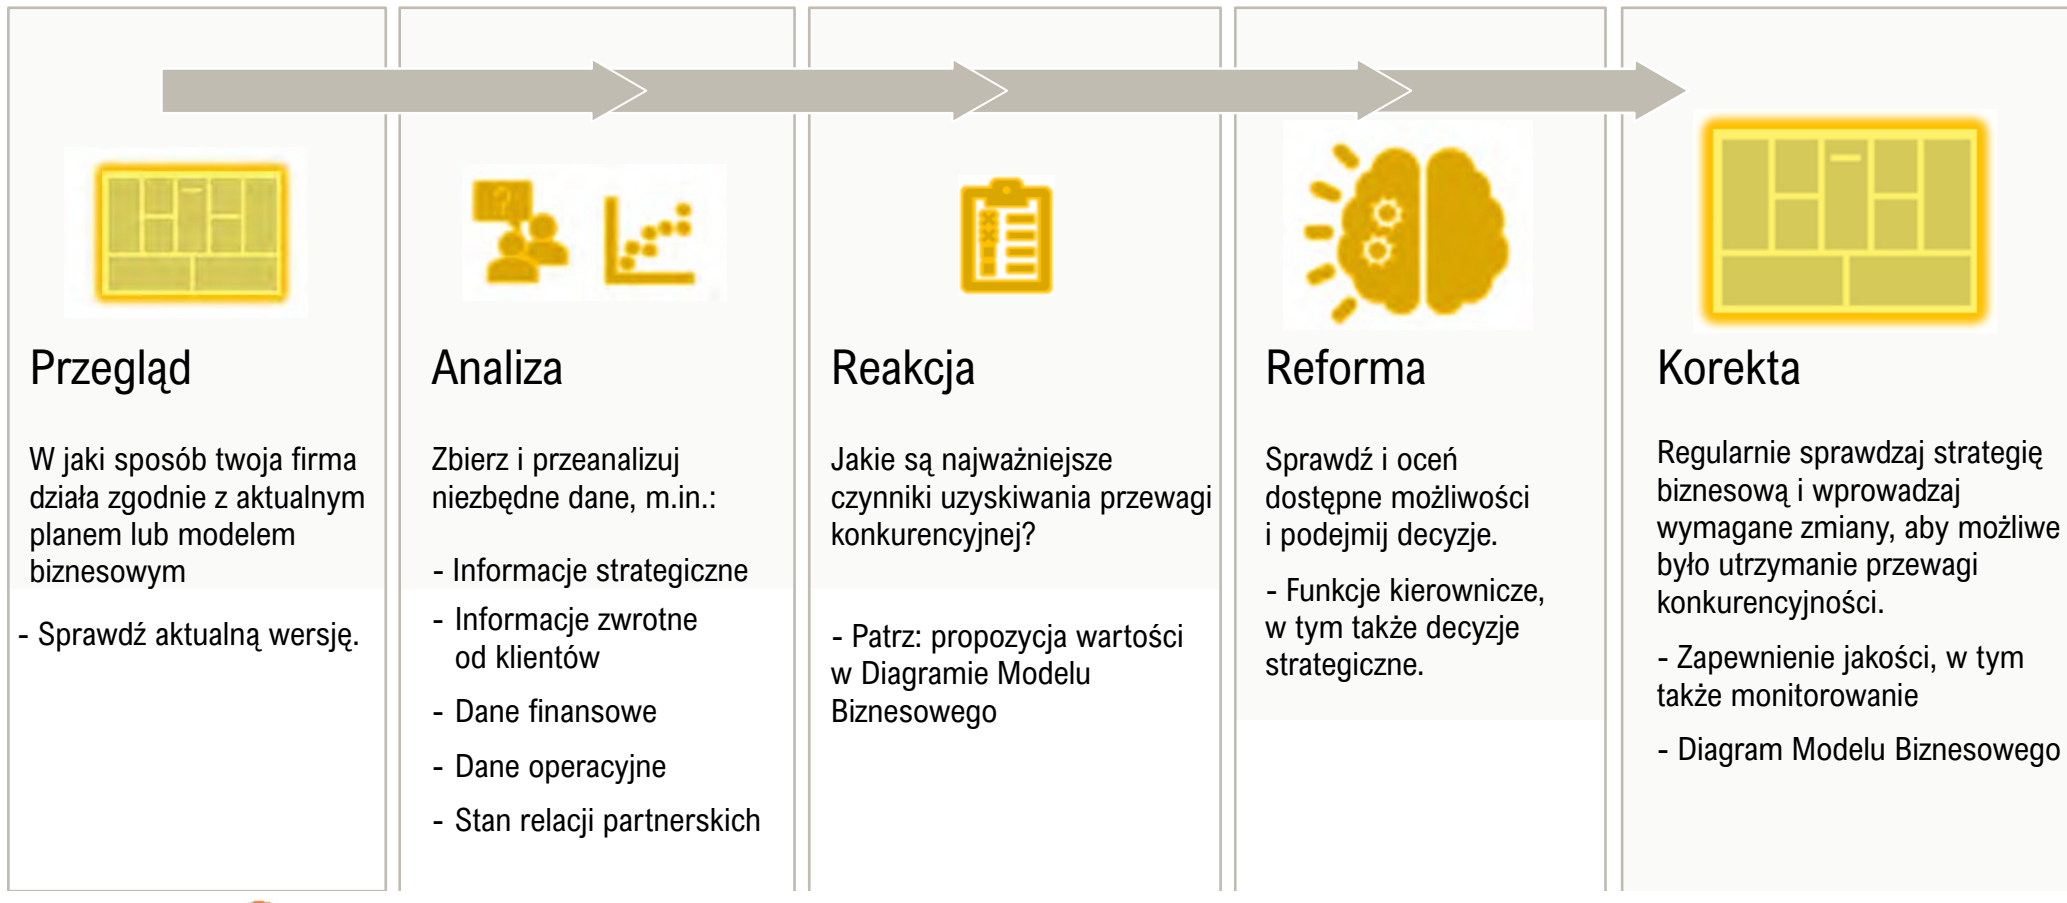 Przegląd
W jaki sposób twoja firma
działa zgodnie z aktualnym
planem lub modelem
biznesowym
- Sprawdź aktualną wersję.
?
Analiza
Zbierz i przeanalizuj
niezbędne dane, m.in.:
- Informacje strategiczne
- Informacje zwrotne
od klientów
- Dane finansowe
- Dane operacyjne
- Stan relacji partnerskich
Reakcja
Jakie są najważniejsze
czynniki uzyskiwania przewagi
konkurencyjnej?
- Patrz: propozycja wartości
w Diagramie Modelu
Biznesowego
Reforma
Sprawdź i oceń
dostępne możliwości
i podejmij decyzje.
- Funkcje kierownicze,
w tym także decyzje
strategiczne.
Korekta
Regularnie sprawdzaj strategię
biznesową i wprowadzaj
wymagane zmiany, aby możliwe
było utrzymanie przewagi
konkurencyjności.
- Zapewnienie jakości, w tym
także monitorowanie
- Diagram Modelu Biznesowego